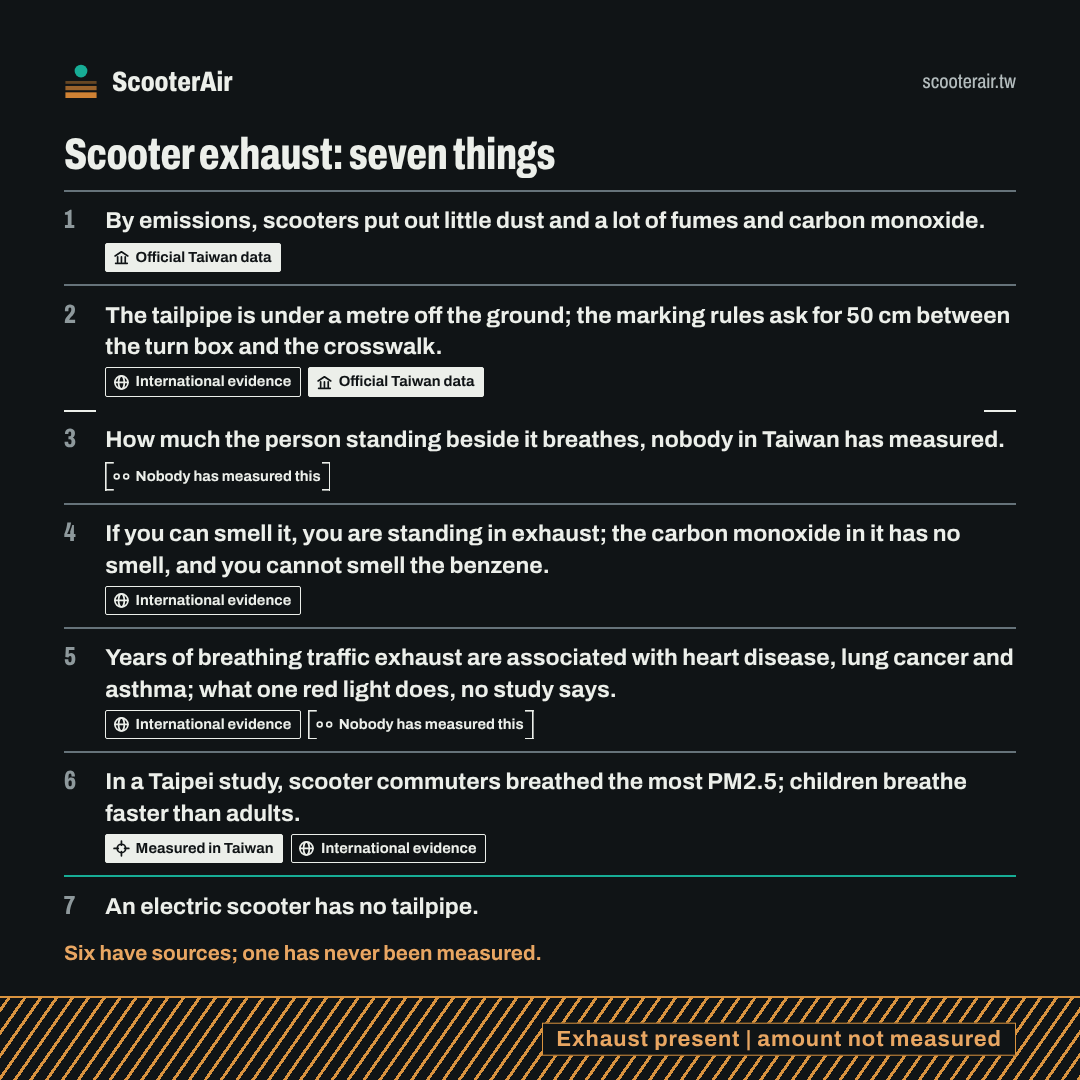 ScooterAir
scooterair.tw
Scooter exhaust: seven things
1 By emissions, scooters put out little dust and a lot of fumes and carbon monoxide.
Official Taiwan data
2 The tailpipe is under a metre off the ground; the marking rules ask for 50 cm between
the turn box and the crosswalk.
International evidence Official Taiwan data
3 How much the person standing beside it breathes, nobody in Taiwan has measured.
Nobody has measured this
4 If you can smell it, you are standing in exhaust; the carbon monoxide in it has no
smell, and you cannot smell the benzene.
International evidence
5 Years of breathing traffic exhaust are associated with heart disease, lung cancer and
asthma; what one red light does, no study says.
International evidence Nobody has measured this
6 In a Taipei study, scooter commuters breathed the most PM2.5; children breathe
faster than adults.
Measured in Taiwan International evidence
7 An electric scooter has no tailpipe.
Six have sources; one has never been measured.
Exhaust present | amount not measured